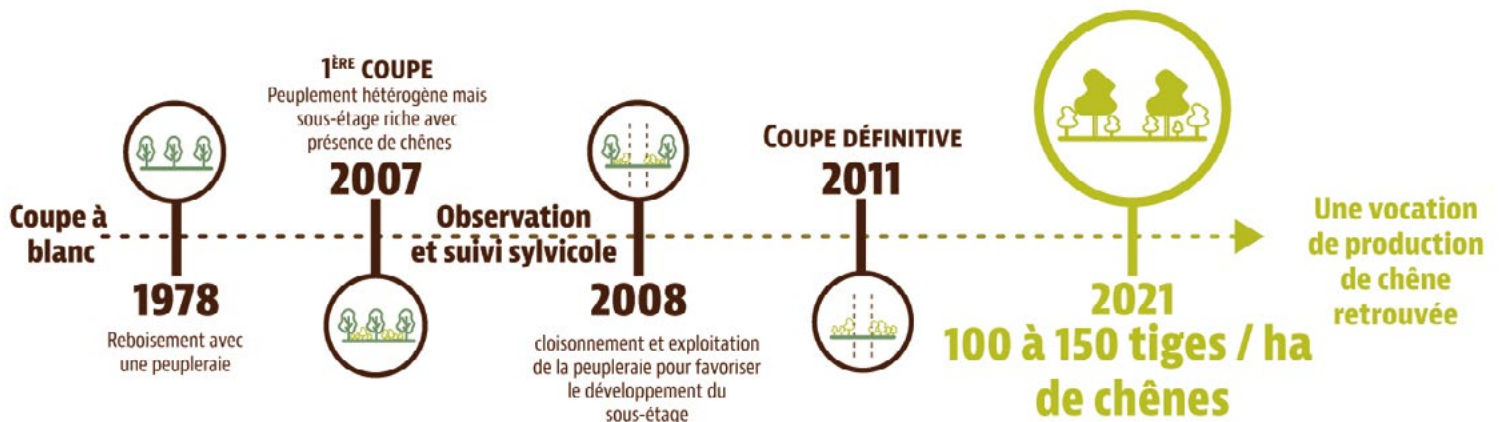 Coupe à
blanc
1978
Reboisement avec
une peupleraie
1ÈRE COUPE
Peuplement hétérogène mais
sous-étage riche avec
présence de chênes
2007
Observation
et suivi sylvicole
2008
cloisonnement et exploitation
de la peupleraie pour favoriser
le développement du
sous-étage
COUPE DÉFINITIVE
2011
2021
100 à 150 tiges / ha
de chênes
Une vocation
de production
de chêne
retrouvée